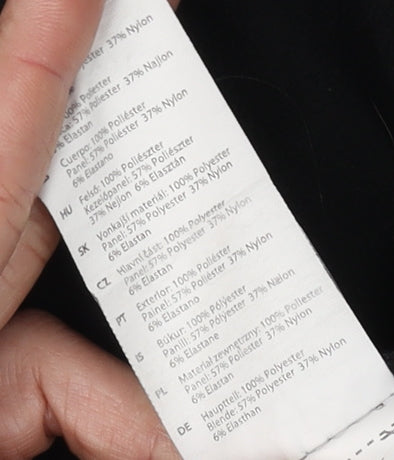 yester 37% Nylon
100% Polyester
57% Poliester 37% Najlon
% Elastan
Cuerpo: 100% Poliéster
Panel: 57% Poliéster 37% Nylon
6% Elastano
HU Felső: 100% Poliészter
Kezelőpanel: 57% Poliészter
37% Nejlon 6% Elasztán
SK Vonkajší materiál: 100% Polyester
Panel: 57% Polyester 37% Nylon
6% Elastan
CZ Hlavní část: 100% Polyester
Panel: 57% Polyester 37% Nylon
6% Elastan
PT Exterior: 100% Poliéster
Painel: 57% Poliéster 37% Nylon
6% Elastano
IS Búkur: 100% Pólýester
Panill: 57% Polyester 37% Nælon
6% Elastane
PL Materiał zewnętrzny: 100% Poliester
Panel: 57% Poliester 37% Nylon
6% Elastan
DE Hauptteil: 100% Polyester
Blende: 57% Polyester 37% Nylon
6% Elasthan